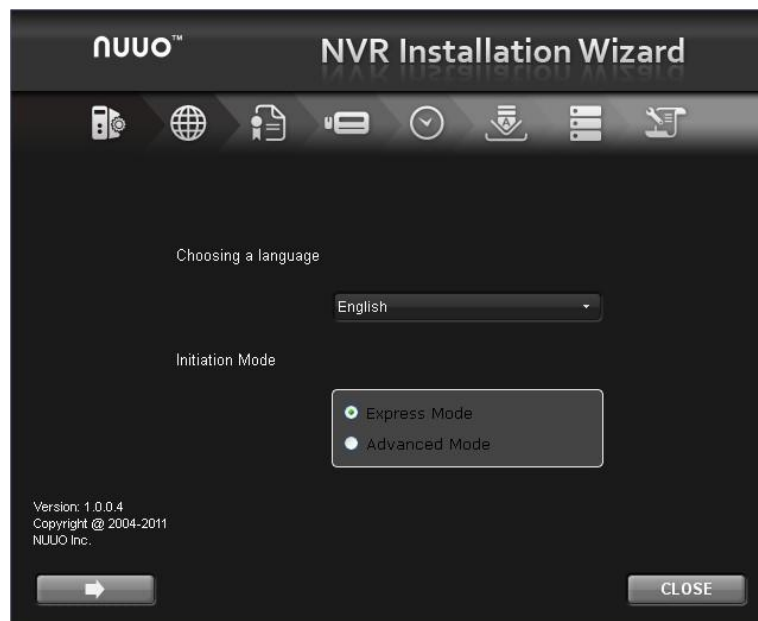 nuuo™
NVR Installation Wizard
Choosing a language
English
Initiation Mode
Express Mode
Advanced Mode
Version: 1.0.0.4
Copyright @ 2004-2011
NUUO Inc.
CLOSE